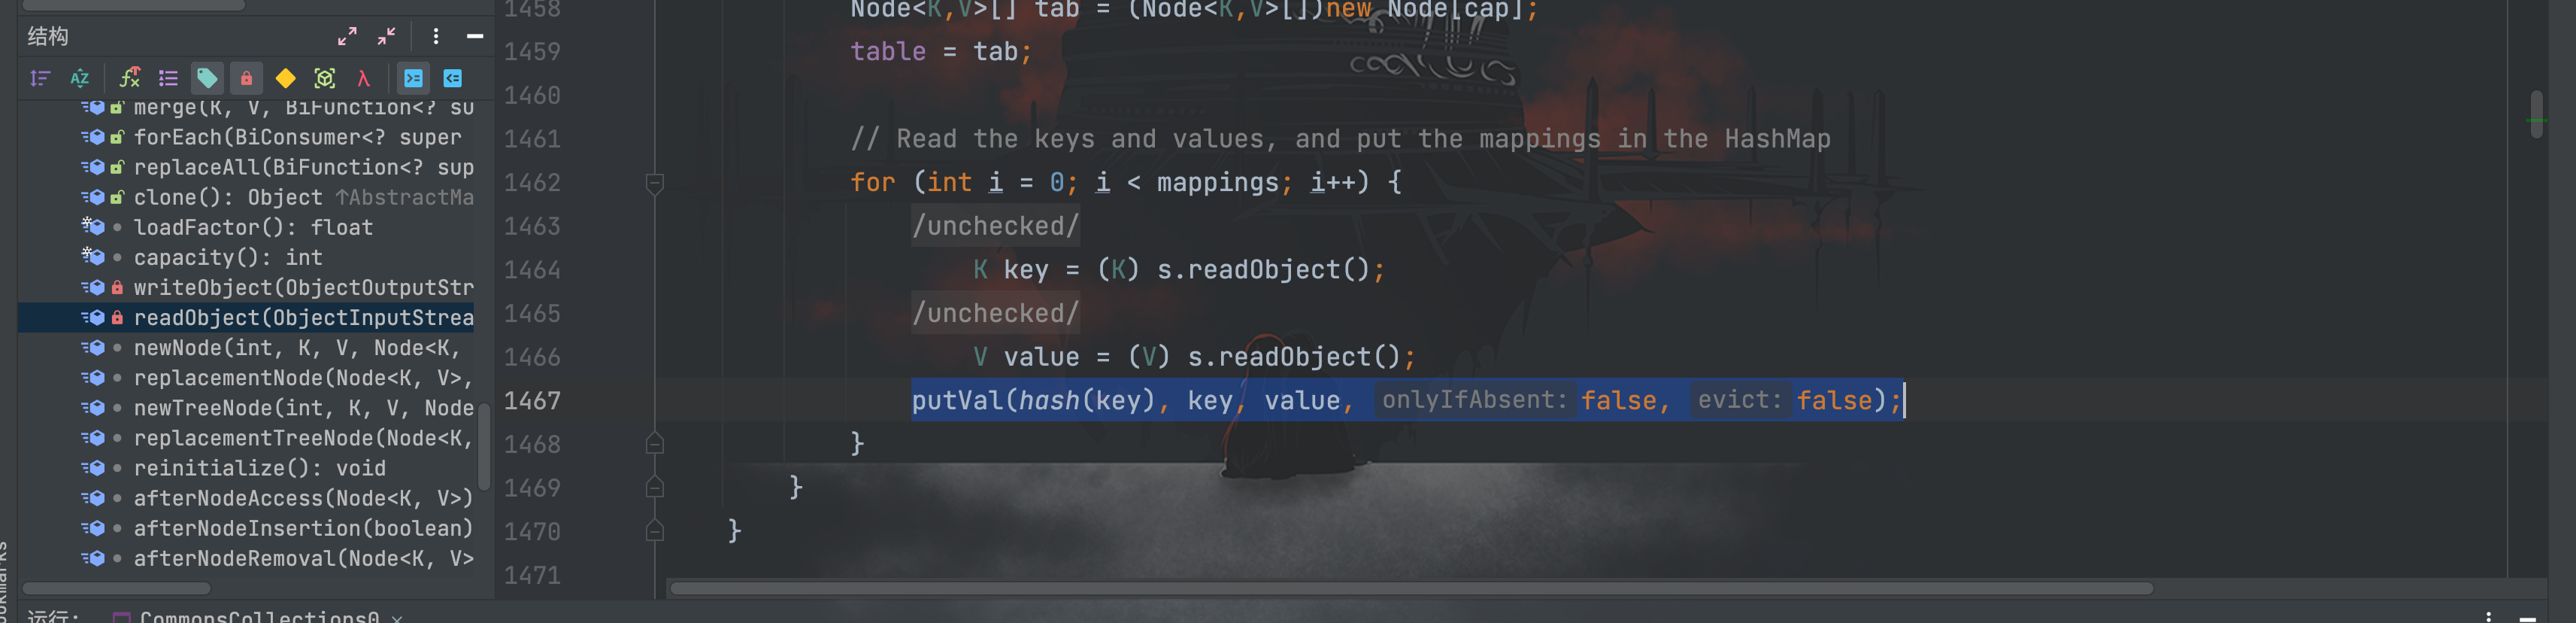 结构
merge(K, V, BiFunction<? su
forEach(BiConsumer<? super
replaceAll(BiFunction<? sup
clone(): Object ↑AbstractMa
loadFactor(): float
capacity(): int
writeObject(ObjectOutputStr
readObject(ObjectInputStrea
newNode(int, K, V, Node<K,
replacementNode(Node<K, V>,
newTreeNode(int, K, V, Node
replacementTreeNode(Node<K,
reinitialize(): void
afterNodeAccess(Node<K, V>)
afterNodeInsertion(boolean)
afterNodeRemoval(Node<K, V>
1458 Node<K,V>[] tab = (Node<K,V>[])new Node[cap];
1459 table = tab;
1460
1461 // Read the keys and values, and put the mappings in the HashMap
1462 for (int i = 0; i < mappings; i++) {
1463 /unchecked/
1464 K key = (K) s.readObject();
1465 /unchecked/
1466 V value = (V) s.readObject();
1467 putVal(hash(key), key, value, onlyIfAbsent: false, evict: false);
1468 }
1469 }
1470 }
1471
运行: CommonsCollections0 ×